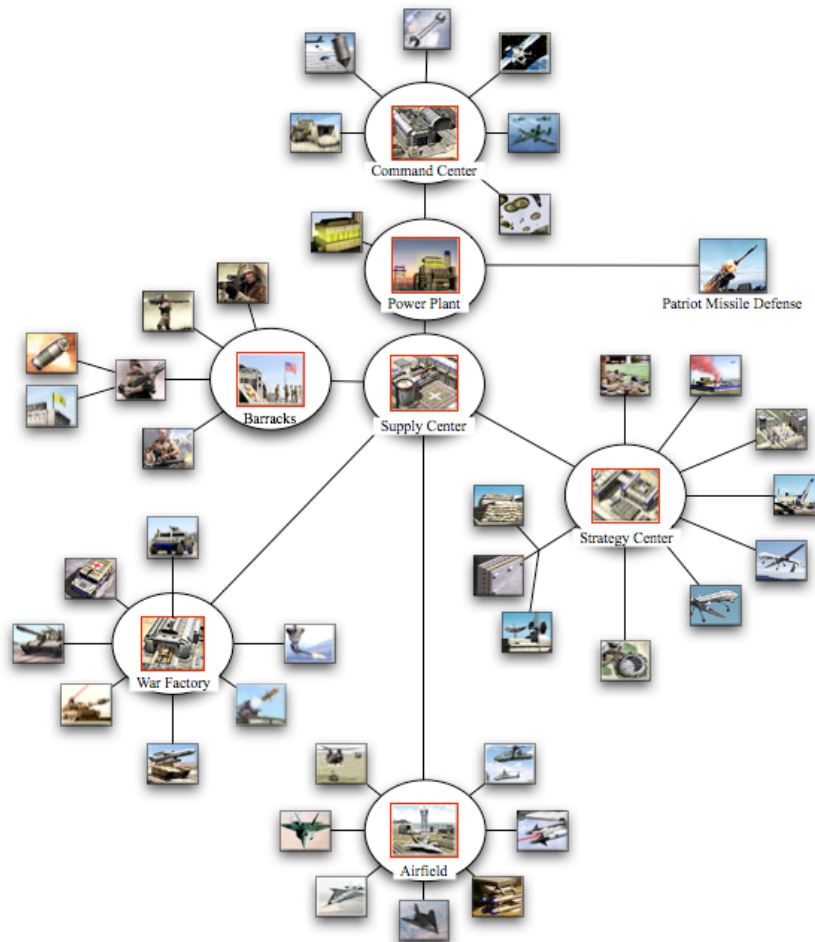 Command Center
Power Plant
Patriot Missile Defense
Barracks
Supply Center
Strategy Center
War Factory
Airfield